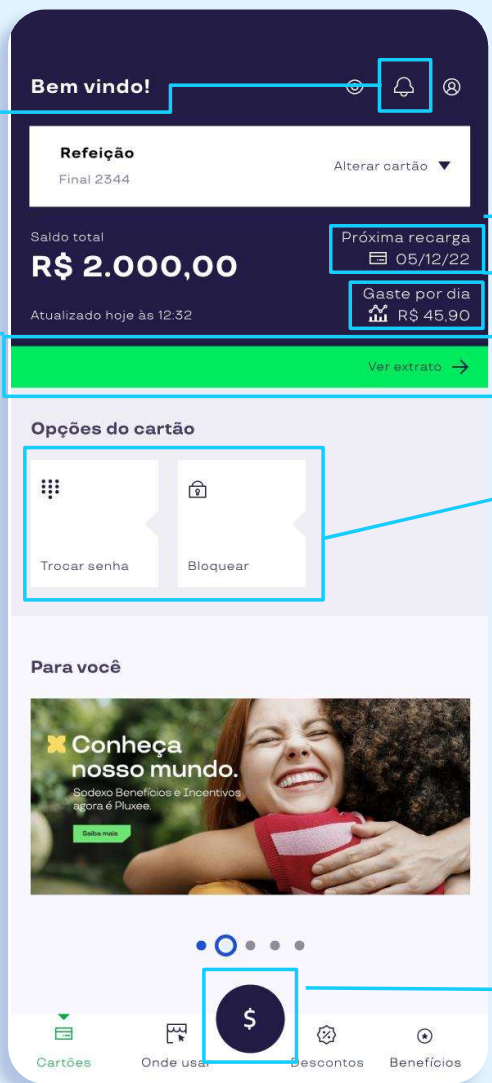 Bem vindo!
Refeição
Final 2344
Alterar cartão
Saldo total
R$ 2.000,00
Atualizado hoje às 12:32
Próxima recarga
05/12/22
Gaste por dia
R$ 45,90
Ver extrato
Opções do cartão
Trocar senha
Bloquear
Para você
Conheça
nosso mundo.
Sodexo Benefícios e Incentivos
agora é Pluxee.
Saiba mais
$
Cartões
Onde usar
Descontos
Benefícios